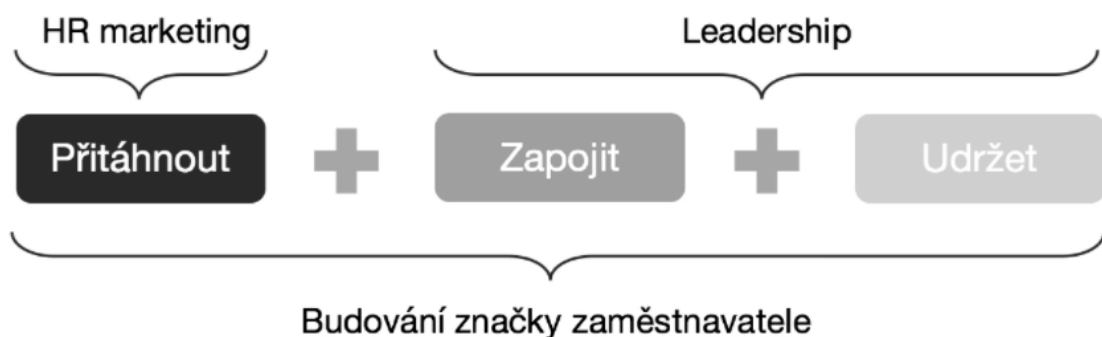 HR marketing
Leadership
Přitáhnout
Zapojit
Udržet
Budování značky zaměstnavatele